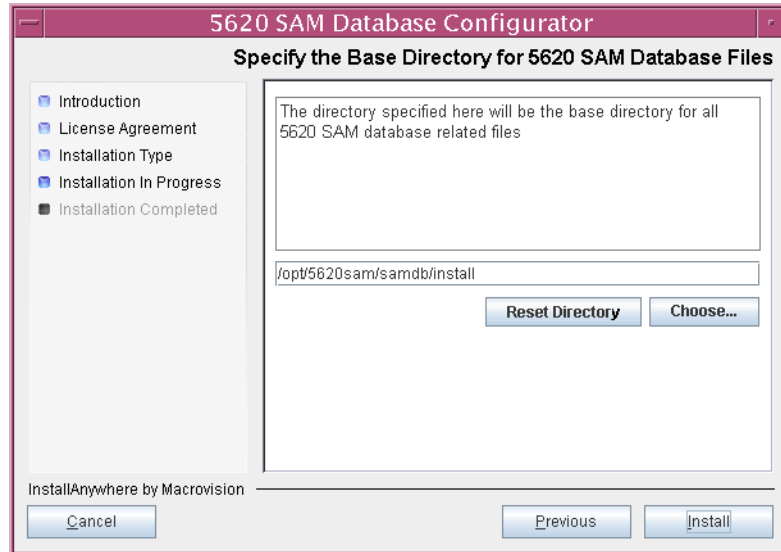 5620 SAM Database Configurator
Specify the Base Directory for 5620 SAM Database Files
Introduction
License Agreement
Installation Type
Installation In Progress
Installation Completed
The directory specified here will be the base directory for all
5620 SAM database related files
/opt/5620sam/samdb/install
Reset Directory
Choose...
InstallAnywhere by Macrovision
Cancel
Previous
Install